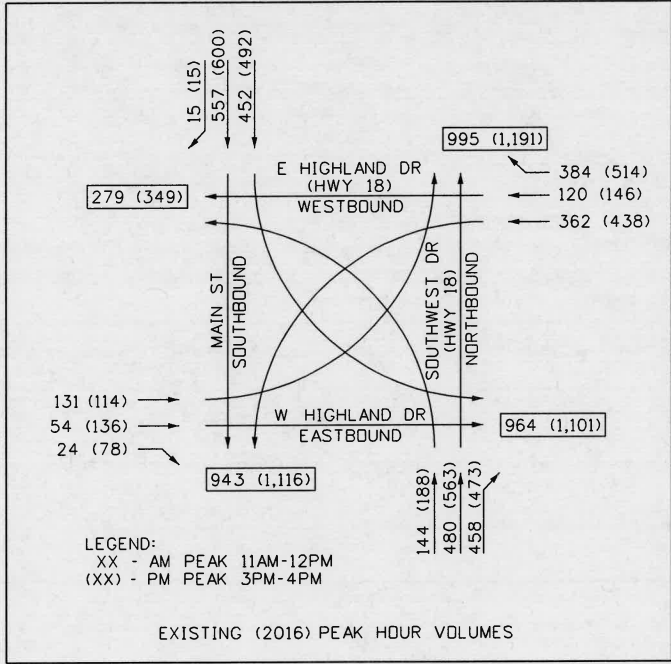 15 (15)
557 (600)
452 (492)
995 (1,191)
384 (514)
120 (146)
362 (438)
E HIGHLAND DR
(HWY 18)
WESTBOUND
279 (349)
MAIN ST
SOUTHBOUND
SOUTHWEST DR
(HWY 18)
NORTHBOUND
131 (114)
54 (136)
24 (78)
W HIGHLAND DR
EASTBOUND
964 (1,101)
943 (1,116)
144 (188)
480 (563)
458 (473)
LEGEND:
XX - AM PEAK 11AM-12PM
(XX) - PM PEAK 3PM-4PM
EXISTING (2016) PEAK HOUR VOLUMES